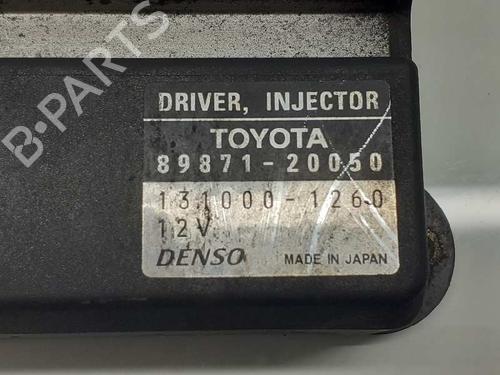 DRIVER, INJECTOR
TOYOTA
89871-20050
131000-1260
12V
DENSO MADE IN JAPAN
B-PARTS